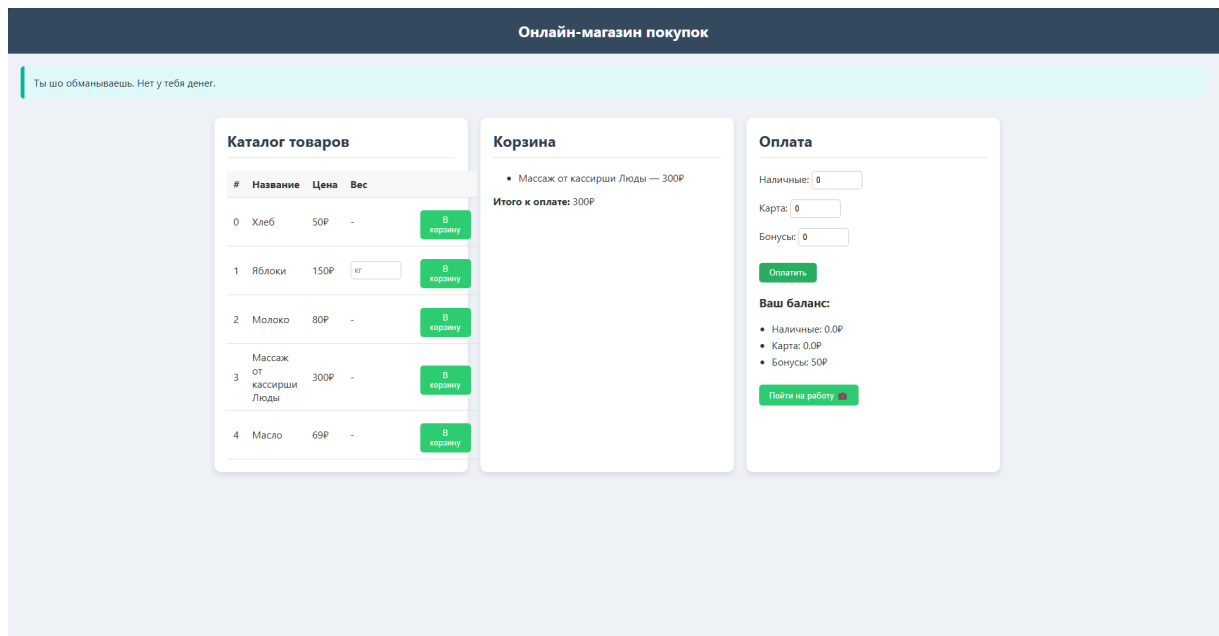 Онлайн-магазин покупок
Ты шо обманываешь. Нет у тебя денег.
Каталог товаров
# Название Цена Вес
0 Хлеб 50₽ - В корзину
1 Яблоки 150₽ кг В корзину
2 Молоко 80₽ - В корзину
3 Массаж от кассирши Люды 300₽ - В корзину
4 Масло 69₽ - В корзину
Корзина
• Массаж от кассирши Люды — 300₽
Итого к оплате: 300₽
Оплата
Наличные: 0
Карта: 0
Бонусы: 0
Оплатить
Ваш баланс:
• Наличные: 0.0₽
• Карта: 0.0₽
• Бонусы: 50₽
Пойти на работу